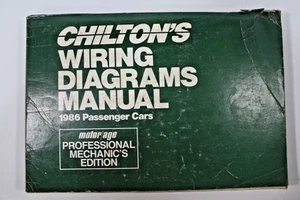 CHILTON'S
WIRING
DIAGRAMS
MANUAL
1986 Passenger Cars
motor age
PROFESSIONAL
MECHANIC'S
EDITION